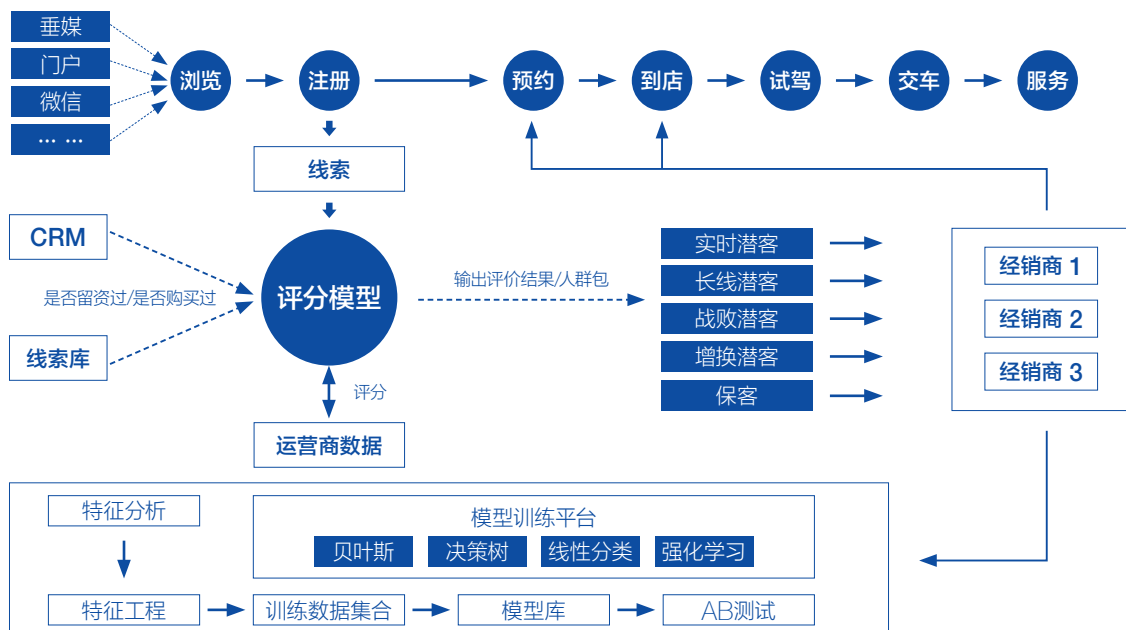 垂媒
门户
微信
… …
浏览
注册
预约
到店
试驾
交车
服务
线索
CRM
是否留资过/是否购买过
线索库
评分模型
输出评价结果/人群包
评分
运营商数据
实时潜客
长线潜客
战败潜客
增换潜客
保客
经销商 1
经销商 2
经销商 3
特征分析
模型训练平台
贝叶斯
决策树
线性分类
强化学习
特征工程
训练数据集合
模型库
AB测试